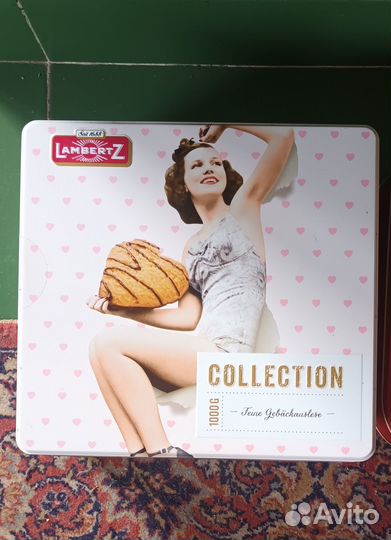 Seit 1688
LAMBERTZ
COLLECTION
1000 G
Feine Gebäckauslese
Avito